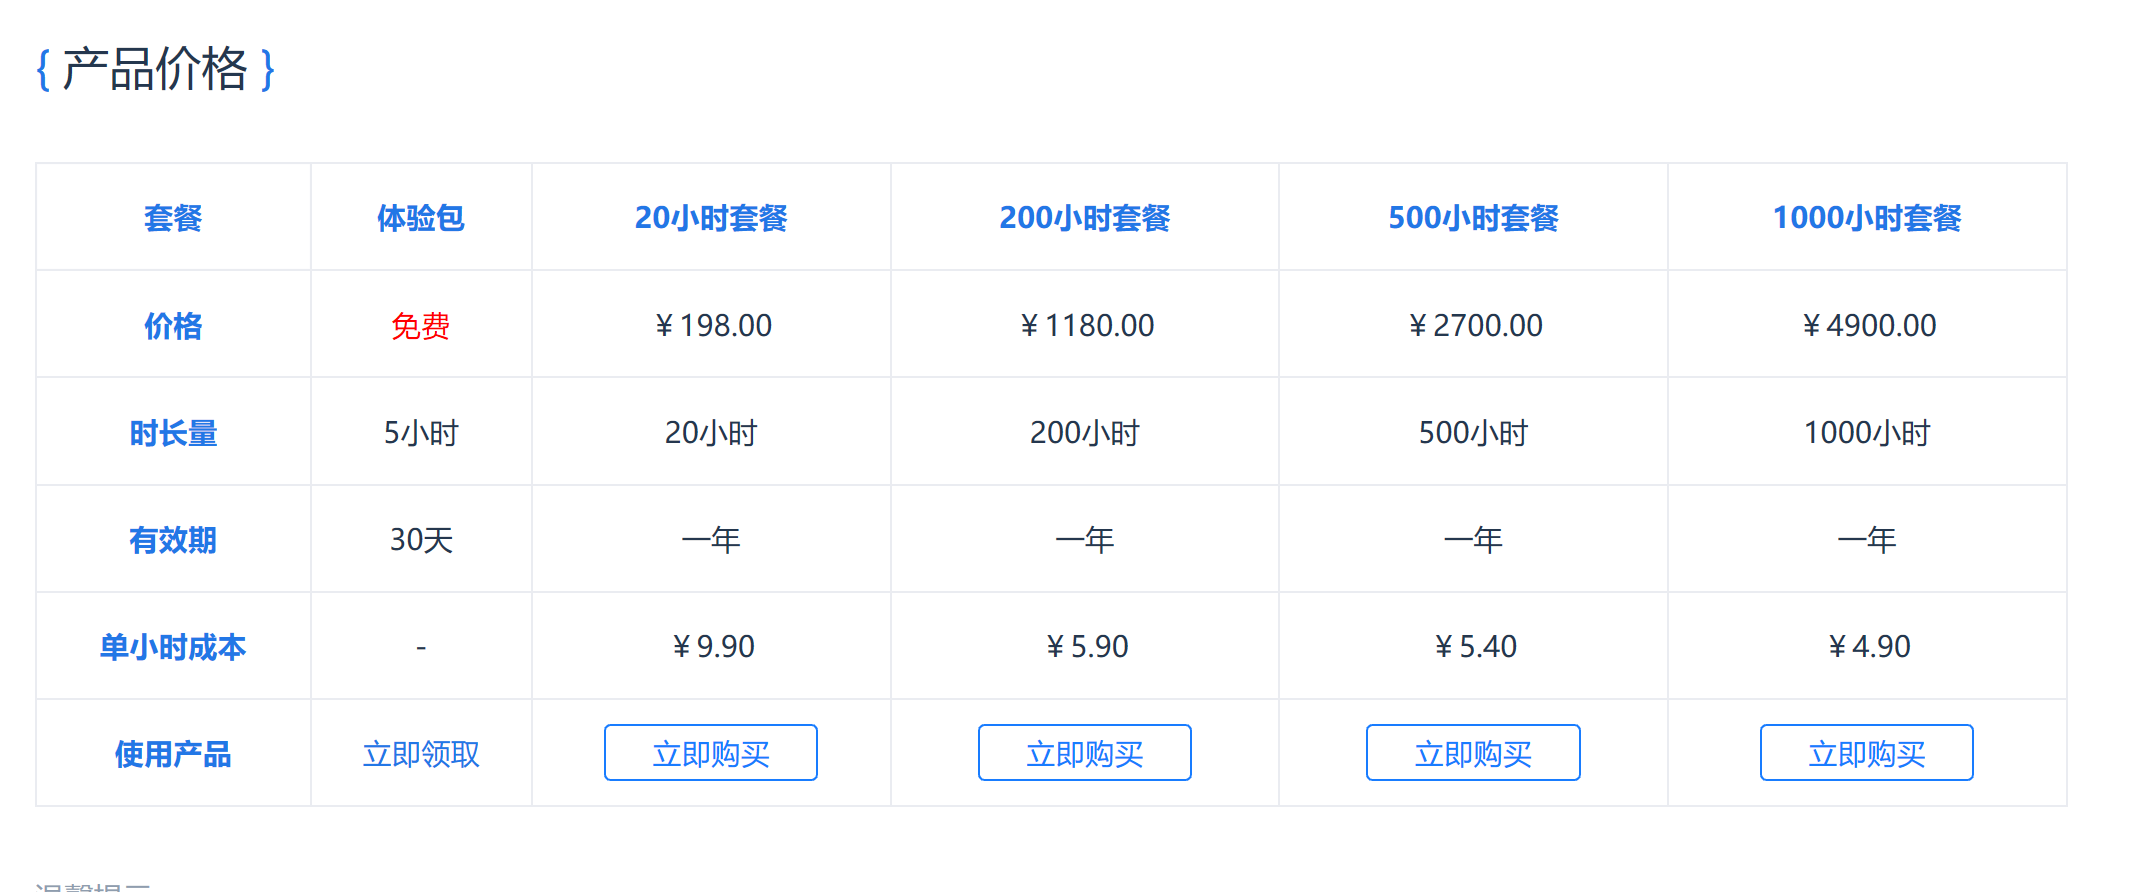 { 产品价格 }
套餐 体验包 20小时套餐 200小时套餐 500小时套餐 1000小时套餐
价格 免费 ¥198.00 ¥1180.00 ¥2700.00 ¥4900.00
时长量 5小时 20小时 200小时 500小时 1000小时
有效期 30天 一年 一年 一年 一年
单小时成本 - ¥9.90 ¥5.90 ¥5.40 ¥4.90
使用产品 立即领取 立即购买 立即购买 立即购买 立即购买